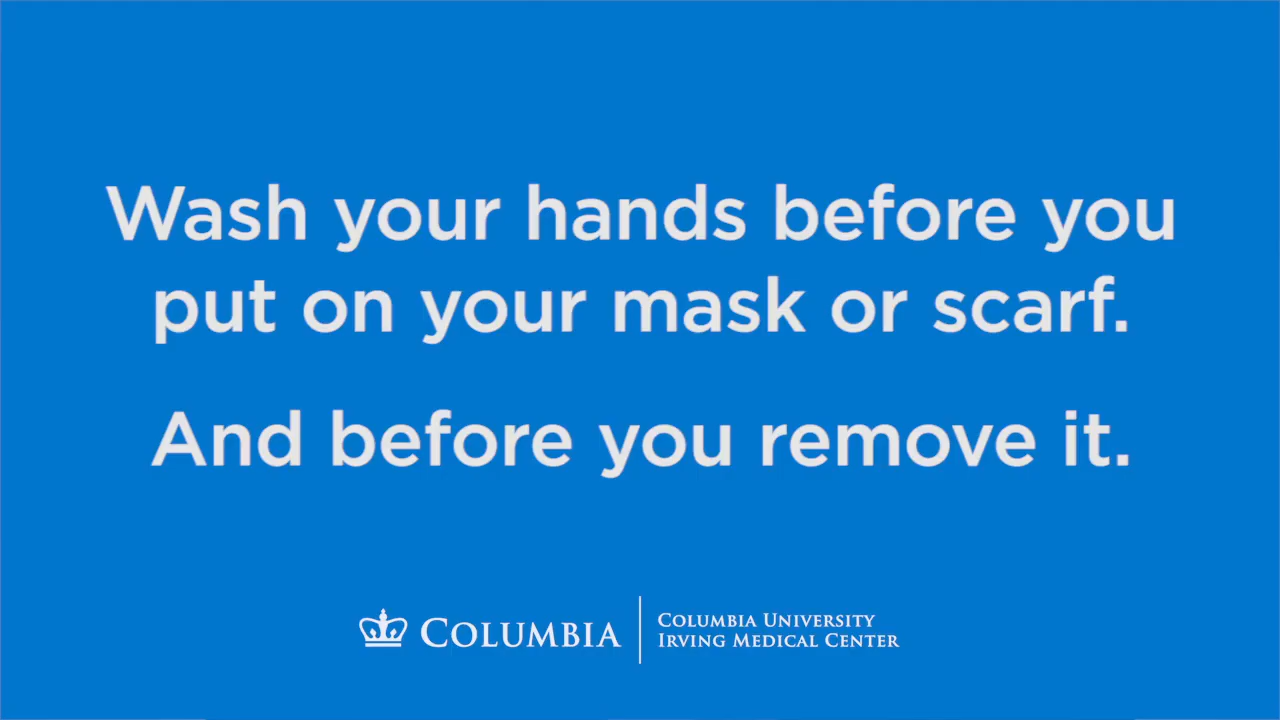 Wash your hands before you
put on your mask or scarf.
And before you remove it.
COLUMBIA
COLUMBIA UNIVERSITY
IRVING MEDICAL CENTER